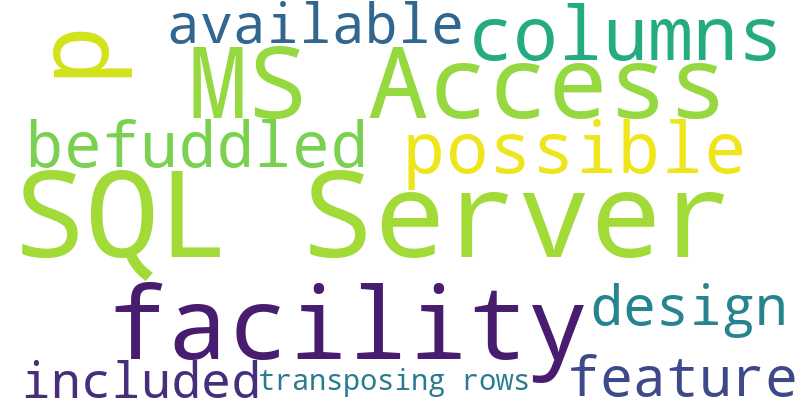 available
columns
p
MS Access
befuddled
possible
SQL Server
facility
design
included
transposing rows
feature